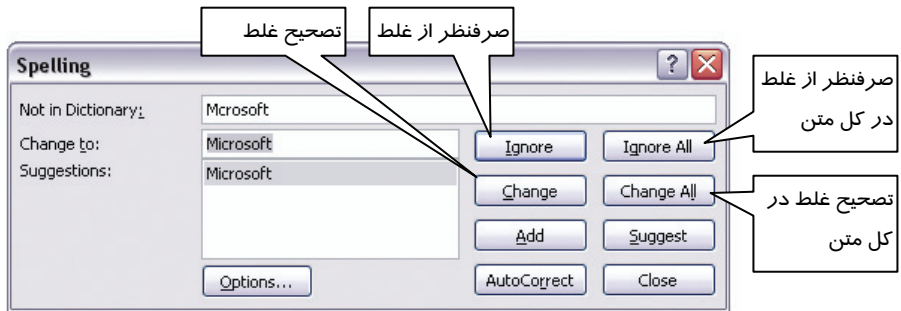 تصحیح غلط
صرفنظر از غلط
Spelling
صرفنظر از غلط
در کل متن
Not in Dictionary:
Mcrosoft
Change to:
Microsoft
Ignore
Ignore All
Suggestions:
Microsoft
Change
Change All
تصحیح غلط در
کل متن
Add
Suggest
Options...
AutoCorrect
Close